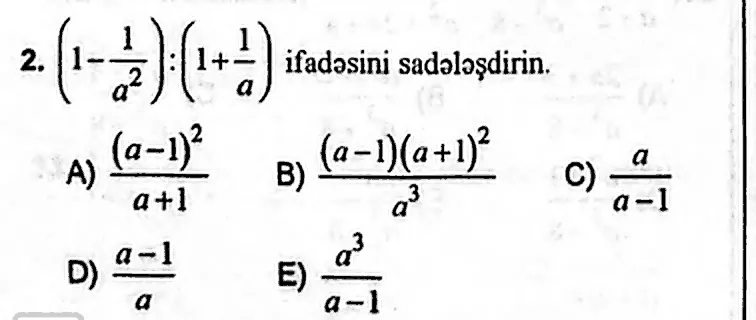 2. (1-1/a²):(1+1/a) ifadəsini sadələşdirin.
A) (a-1)²/a+1 B) (a-1)(a+1)²/a³ C) a/a-1
D) a-1/a E) a³/a-1